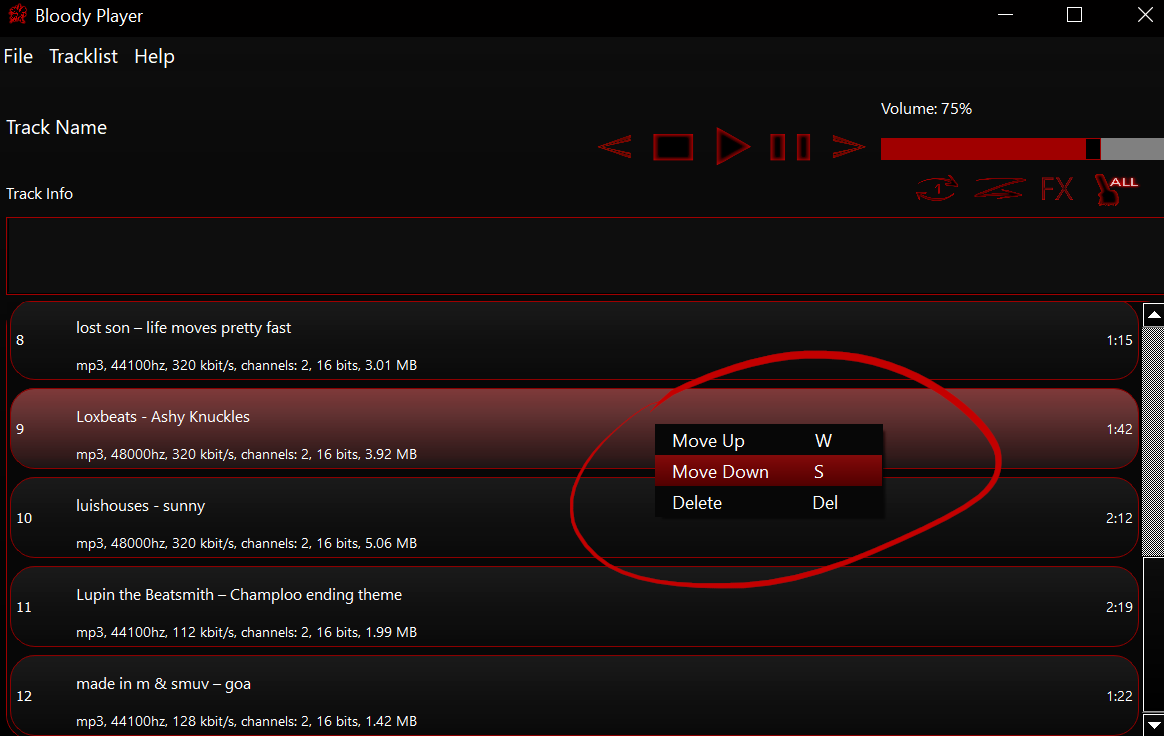 Bloody Player
File Tracklist Help
Volume: 75%
Track Name
1
FX
ALL
Track Info
8
lost son – life moves pretty fast
1:15
mp3, 44100hz, 320 kbit/s, channels: 2, 16 bits, 3.01 MB
9
Loxbeats - Ashy Knuckles
1:42
mp3, 48000hz, 320 kbit/s, channels: 2, 16 bits, 3.92 MB
Move Up W
Move Down S
Delete Del
10
luishouses - sunny
2:12
mp3, 48000hz, 320 kbit/s, channels: 2, 16 bits, 5.06 MB
11
Lupin the Beatsmith – Champloo ending theme
2:19
mp3, 44100hz, 112 kbit/s, channels: 2, 16 bits, 1.99 MB
12
made in m & smuv – goa
1:22
mp3, 44100hz, 128 kbit/s, channels: 2, 16 bits, 1.42 MB